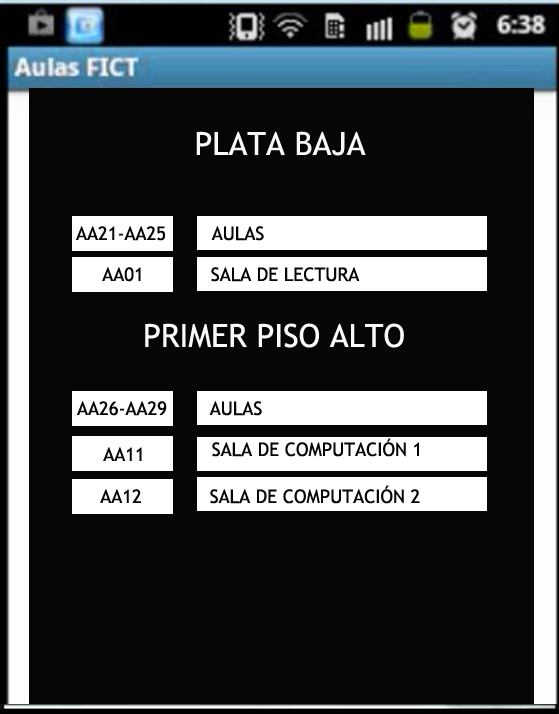 6:38
Aulas FICT
PLATA BAJA
AA21-AA25 AULAS
AA01 SALA DE LECTURA
PRIMER PISO ALTO
AA26-AA29 AULAS
AA11 SALA DE COMPUTACIÓN 1
AA12 SALA DE COMPUTACIÓN 2